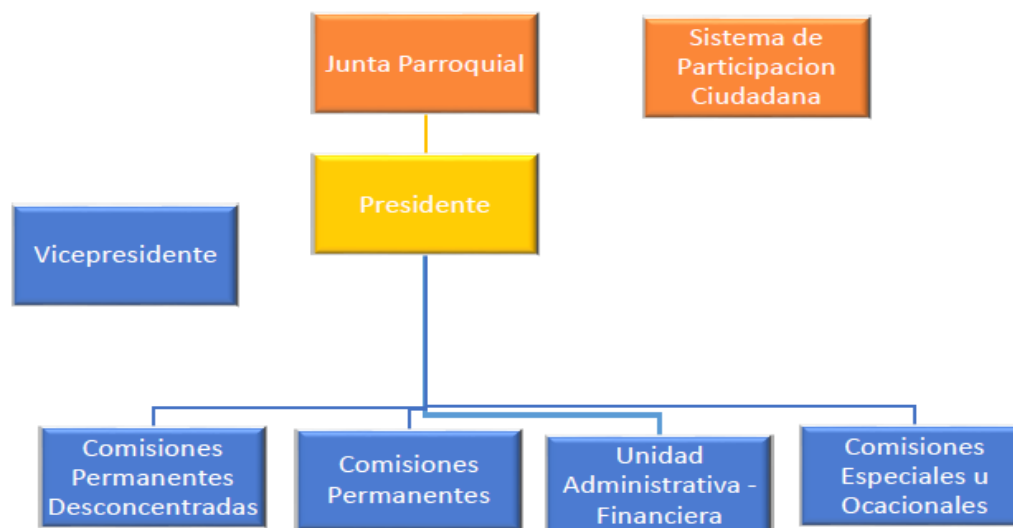 Junta Parroquial
Sistema de
Participacion
Ciudadana
Presidente
Vicepresidente
Comisiones
Permanentes
Desconcentradas
Comisiones
Permanentes
Unidad
Administrativa -
Financiera
Comisiones
Especiales u
Ocacionales